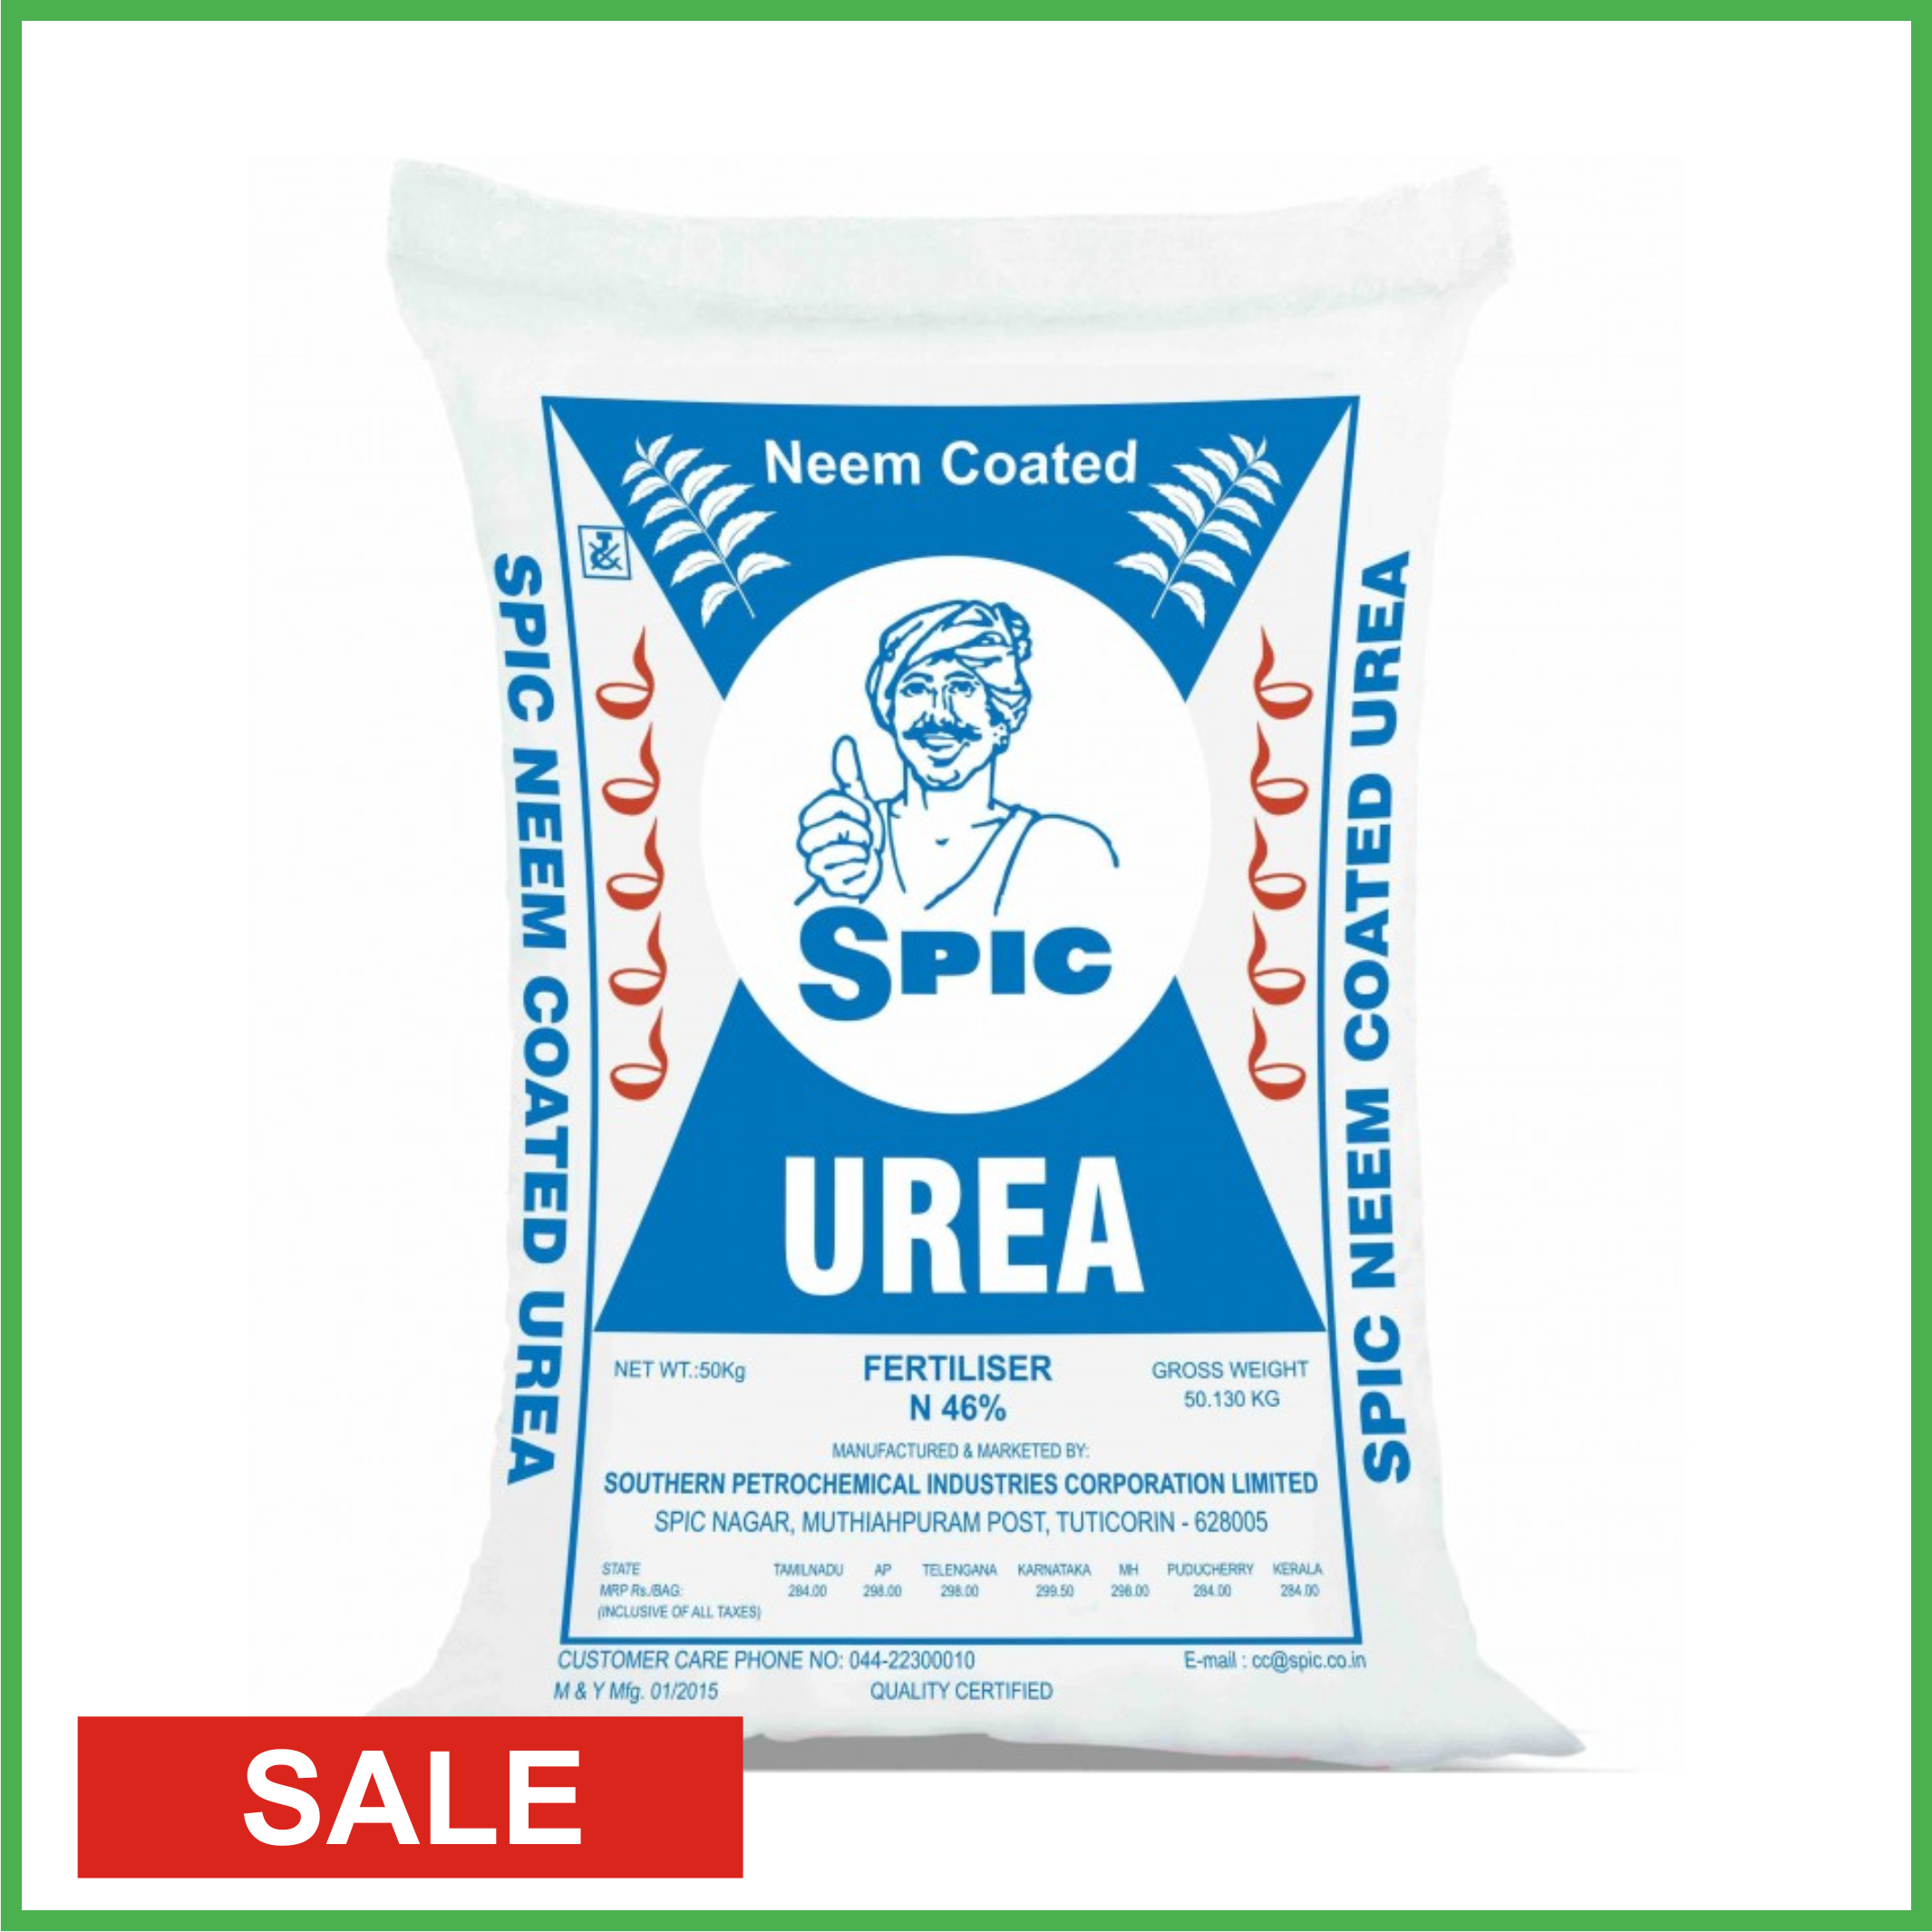 Neem Coated
SPIC NEEM COATED UREA
SPIC NEEM COATED UREA
SPIC
UREA
NET WT.:50Kg
FERTILISER
GROSS WEIGHT
N 46%
50.130 KG
MANUFACTURED & MARKETED BY:
SOUTHERN PETROCHEMICAL INDUSTRIES CORPORATION LIMITED
SPIC NAGAR, MUTHIAHPURAM POST, TUTICORIN - 628005
STATE TAMILNADU AP TELENGANA KARNATAKA MH PUDUCHERRY KERALA
MRP Rs./BAG: 284.00 298.00 298.00 299.50 298.00 284.00 284.00
(INCLUSIVE OF ALL TAXES)
CUSTOMER CARE PHONE NO: 044-22300010 E-mail : cc@spic.co.in
M & Y Mfg. 01/2015 QUALITY CERTIFIED
SALE